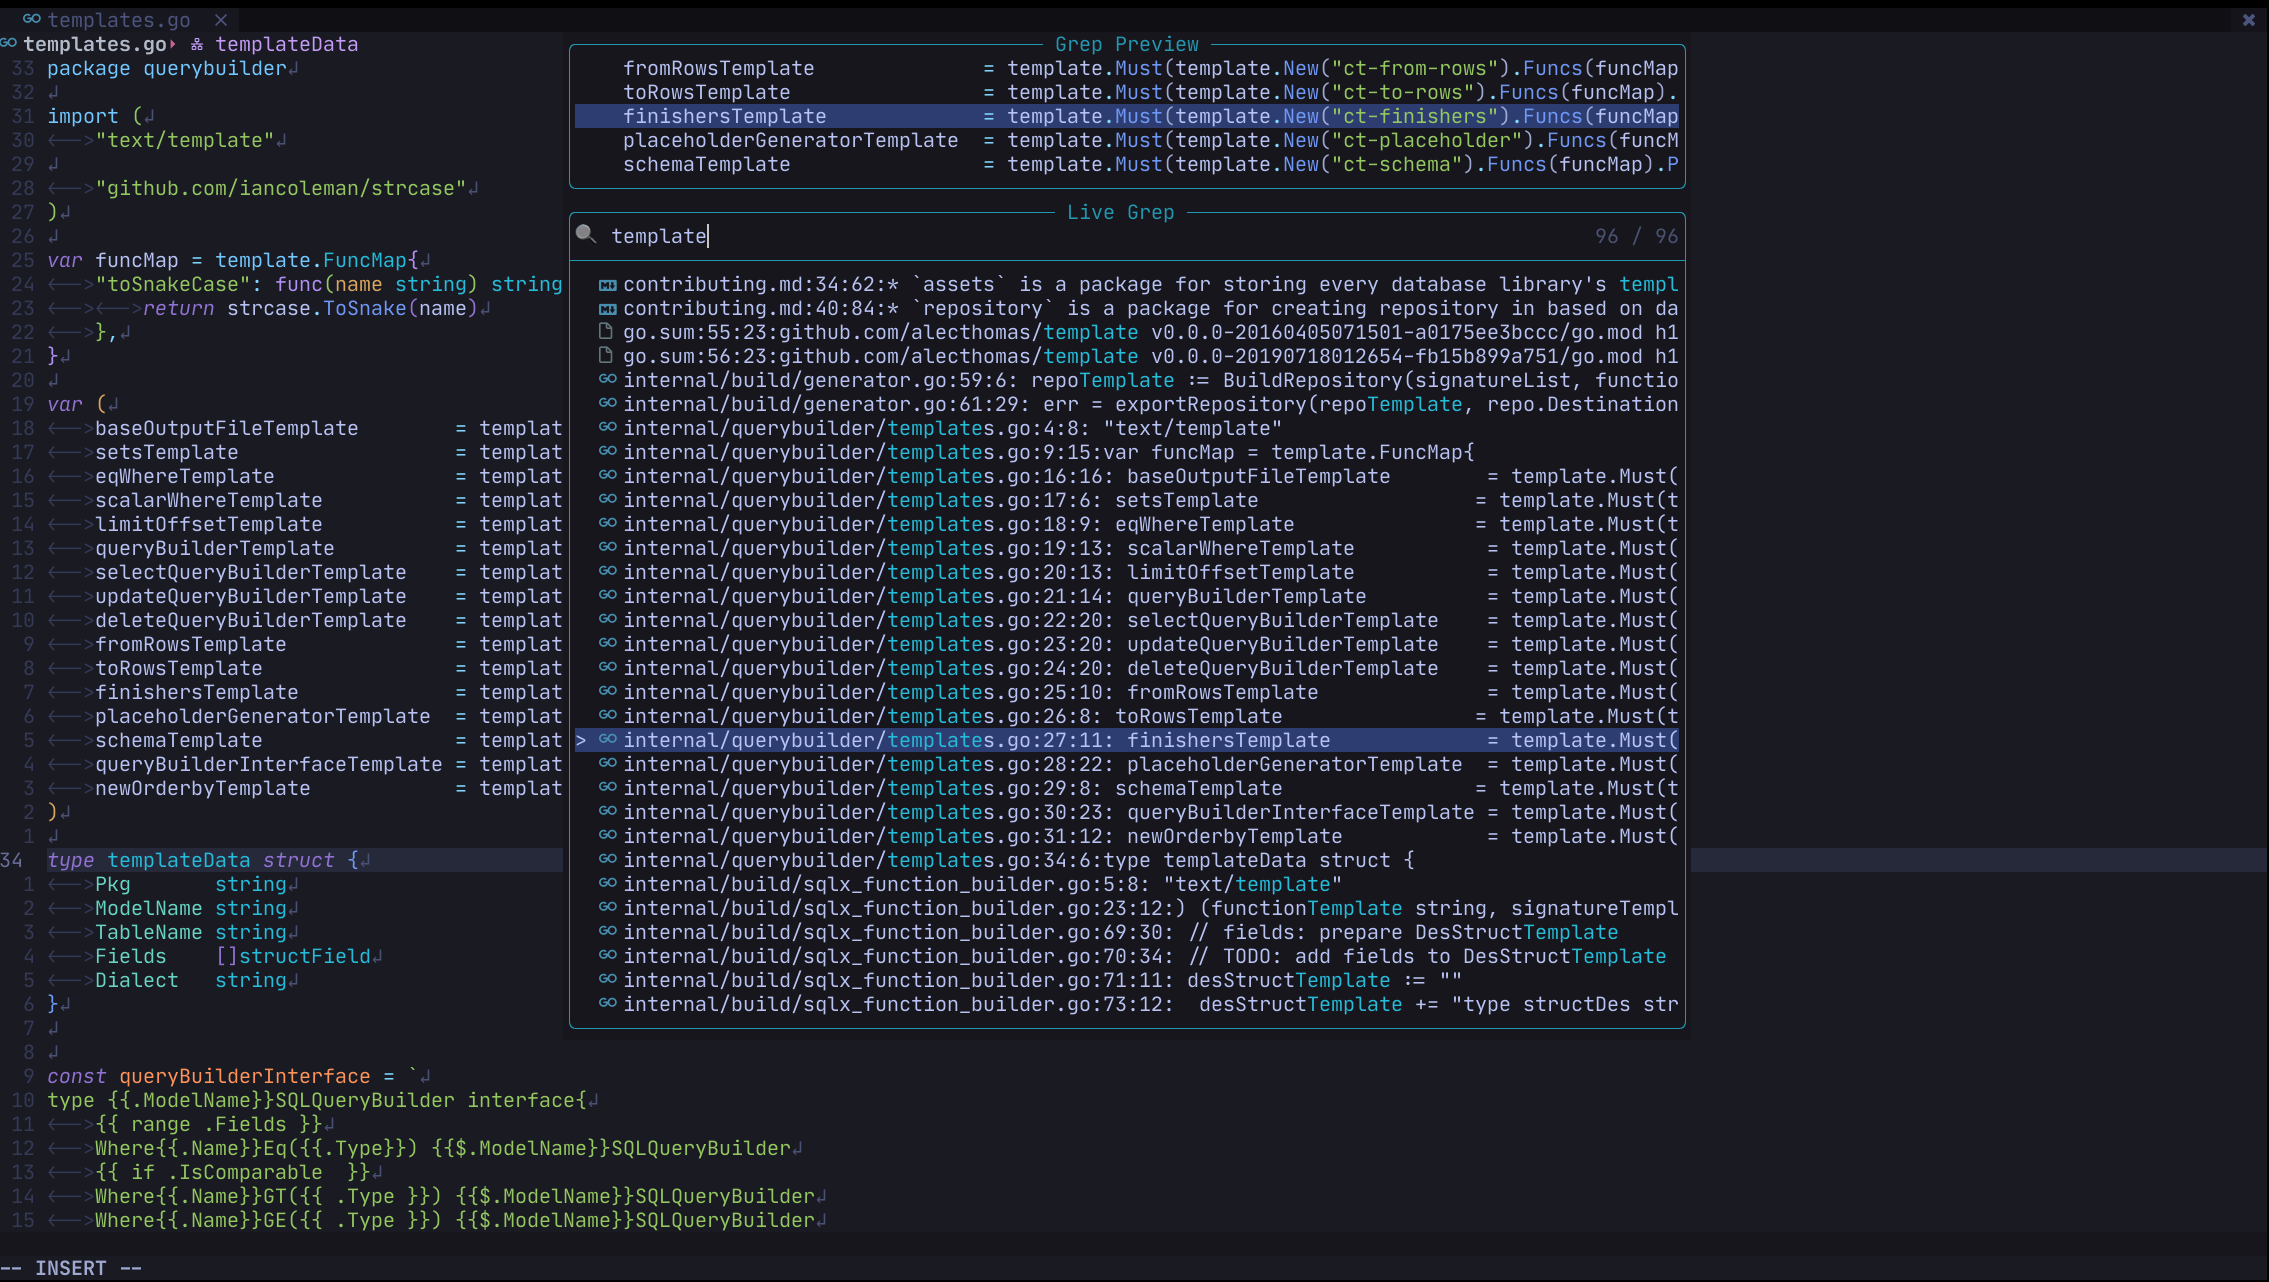 templates.go ×
templates.go templateData
33 package querybuilder
32
31 import (
30 "text/template"
29
28 "github.com/iancoleman/strcase"
27 )
26
25 var funcMap = template.FuncMap{
24 "toSnakeCase": func(name string) string
23 return strcase.ToSnake(name)
22 },
21 }
20
19 var (
18 baseOutputFileTemplate = templat
17 setsTemplate = templat
16 eqWhereTemplate = templat
15 scalarWhereTemplate = templat
14 limitOffsetTemplate = templat
13 queryBuilderTemplate = templat
12 selectQueryBuilderTemplate = templat
11 updateQueryBuilderTemplate = templat
10 deleteQueryBuilderTemplate = templat
9 fromRowsTemplate = templat
8 toRowsTemplate = templat
7 finishersTemplate = templat
6 placeholderGeneratorTemplate = templat
5 schemaTemplate = templat
4 queryBuilderInterfaceTemplate = templat
3 newOrderbyTemplate = templat
2 )
1
34 type templateData struct {
1 Pkg string
2 ModelName string
3 TableName string
4 Fields []structField
5 Dialect string
6 }
7
8
9 const queryBuilderInterface = `
10 type {{.ModelName}}SQLQueryBuilder interface{
11 {{ range .Fields }}
12 Where{{.Name}}Eq({{.Type}}) {{$.ModelName}}SQLQueryBuilder
13 {{ if .IsComparable  }}
14 Where{{.Name}}GT({{ .Type }}) {{$.ModelName}}SQLQueryBuilder
15 Where{{.Name}}GE({{ .Type }}) {{$.ModelName}}SQLQueryBuilder
-- INSERT --
Grep Preview
fromRowsTemplate = template.Must(template.New("ct-from-rows").Funcs(funcMap
toRowsTemplate = template.Must(template.New("ct-to-rows").Funcs(funcMap).
finishersTemplate = template.Must(template.New("ct-finishers").Funcs(funcMap
placeholderGeneratorTemplate = template.Must(template.New("ct-placeholder").Funcs(funcM
schemaTemplate = template.Must(template.New("ct-schema").Funcs(funcMap).P
Live Grep
template 96 / 96
contributing.md:34:62:* `assets` is a package for storing every database library's templ
contributing.md:40:84:* `repository` is a package for creating repository in based on da
go.sum:55:23:github.com/alecthomas/template v0.0.0-20160405071501-a0175ee3bccc/go.mod h1
go.sum:56:23:github.com/alecthomas/template v0.0.0-20190718012654-fb15b899a751/go.mod h1
internal/build/generator.go:59:6: repoTemplate := BuildRepository(signatureList, functio
internal/build/generator.go:61:29: err = exportRepository(repoTemplate, repo.Destination
internal/querybuilder/templates.go:4:8: "text/template"
internal/querybuilder/templates.go:9:15:var funcMap = template.FuncMap{
internal/querybuilder/templates.go:16:16: baseOutputFileTemplate = template.Must(
internal/querybuilder/templates.go:17:6: setsTemplate = template.Must(t
internal/querybuilder/templates.go:18:9: eqWhereTemplate = template.Must(t
internal/querybuilder/templates.go:19:13: scalarWhereTemplate = template.Must(
internal/querybuilder/templates.go:20:13: limitOffsetTemplate = template.Must(
internal/querybuilder/templates.go:21:14: queryBuilderTemplate = template.Must(
internal/querybuilder/templates.go:22:20: selectQueryBuilderTemplate = template.Must(
internal/querybuilder/templates.go:23:20: updateQueryBuilderTemplate = template.Must(
internal/querybuilder/templates.go:24:20: deleteQueryBuilderTemplate = template.Must(
internal/querybuilder/templates.go:25:10: fromRowsTemplate = template.Must(
internal/querybuilder/templates.go:26:8: toRowsTemplate = template.Must(t
> internal/querybuilder/templates.go:27:11: finishersTemplate = template.Must(
internal/querybuilder/templates.go:28:22: placeholderGeneratorTemplate = template.Must(
internal/querybuilder/templates.go:29:8: schemaTemplate = template.Must(t
internal/querybuilder/templates.go:30:23: queryBuilderInterfaceTemplate = template.Must(
internal/querybuilder/templates.go:31:12: newOrderbyTemplate = template.Must(
internal/querybuilder/templates.go:34:6:type templateData struct {
internal/build/sqlx_function_builder.go:5:8: "text/template"
internal/build/sqlx_function_builder.go:23:12:) (functionTemplate string, signatureTempl
internal/build/sqlx_function_builder.go:69:30: // fields: prepare DesStructTemplate
internal/build/sqlx_function_builder.go:70:34: // TODO: add fields to DesStructTemplate
internal/build/sqlx_function_builder.go:71:11: desStructTemplate := ""
internal/build/sqlx_function_builder.go:73:12:  desStructTemplate += "type structDes str